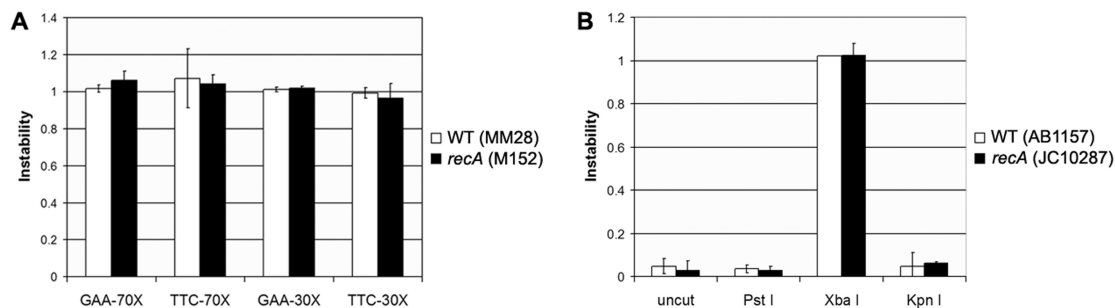 A
Instability
1.4
1.2
1
0.8
0.6
0.4
0.2
0
GAA-70X TTC-70X GAA-30X TTC-30X
WT (MM28)
recA (M152)
B
Instability
1.2
1
0.8
0.6
0.4
0.2
0
uncut Pst I Xba I Kpn I
WT (AB1157)
recA (JC10287)